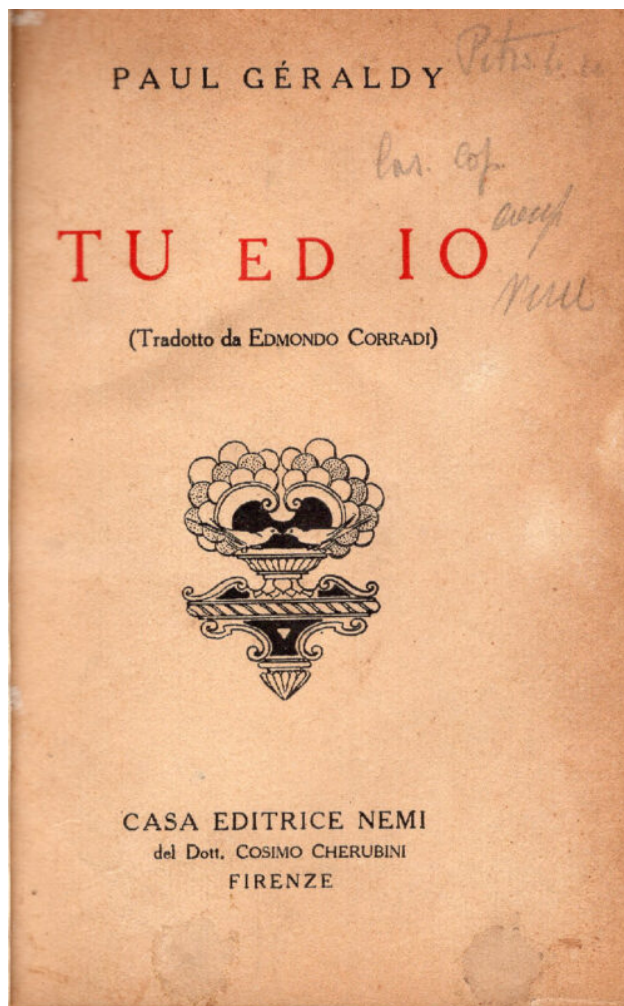 PAUL GÉRALDY
TU ED IO
(Tradotto da EDMONDO CORRADI)
CASA EDITRICE NEMI
del Dott. COSIMO CHERUBINI
FIRENZE